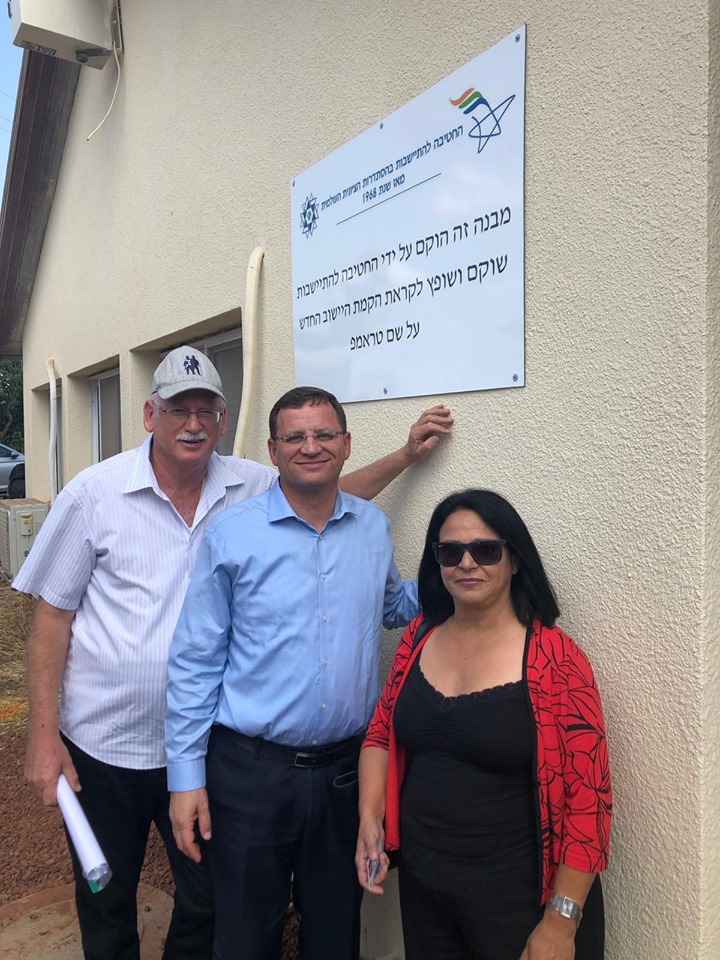 החטיבה להתיישבות בהסתדרות הציונית העולמית
מאז שנת 1968
מבנה זה הוקם על ידי החטיבה להתיישבות
שוקם ושופץ לקראת הקמת היישוב החדש
על שם טראמפ